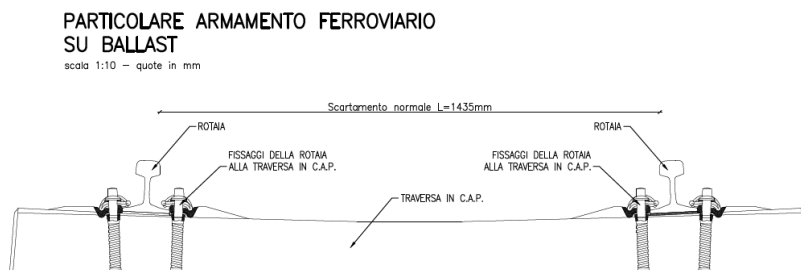 PARTICOLARE ARMAMENTO FERROVIARIO
SU BALLAST
scala 1:10 – quote in mm
Scartamento normale L=1435mm
ROTAIA
ROTAIA
FISSAGGI DELLA ROTAIA
ALLA TRAVERSA IN C.A.P.
FISSAGGI DELLA ROTAIA
ALLA TRAVERSA IN C.A.P.
TRAVERSA IN C.A.P.